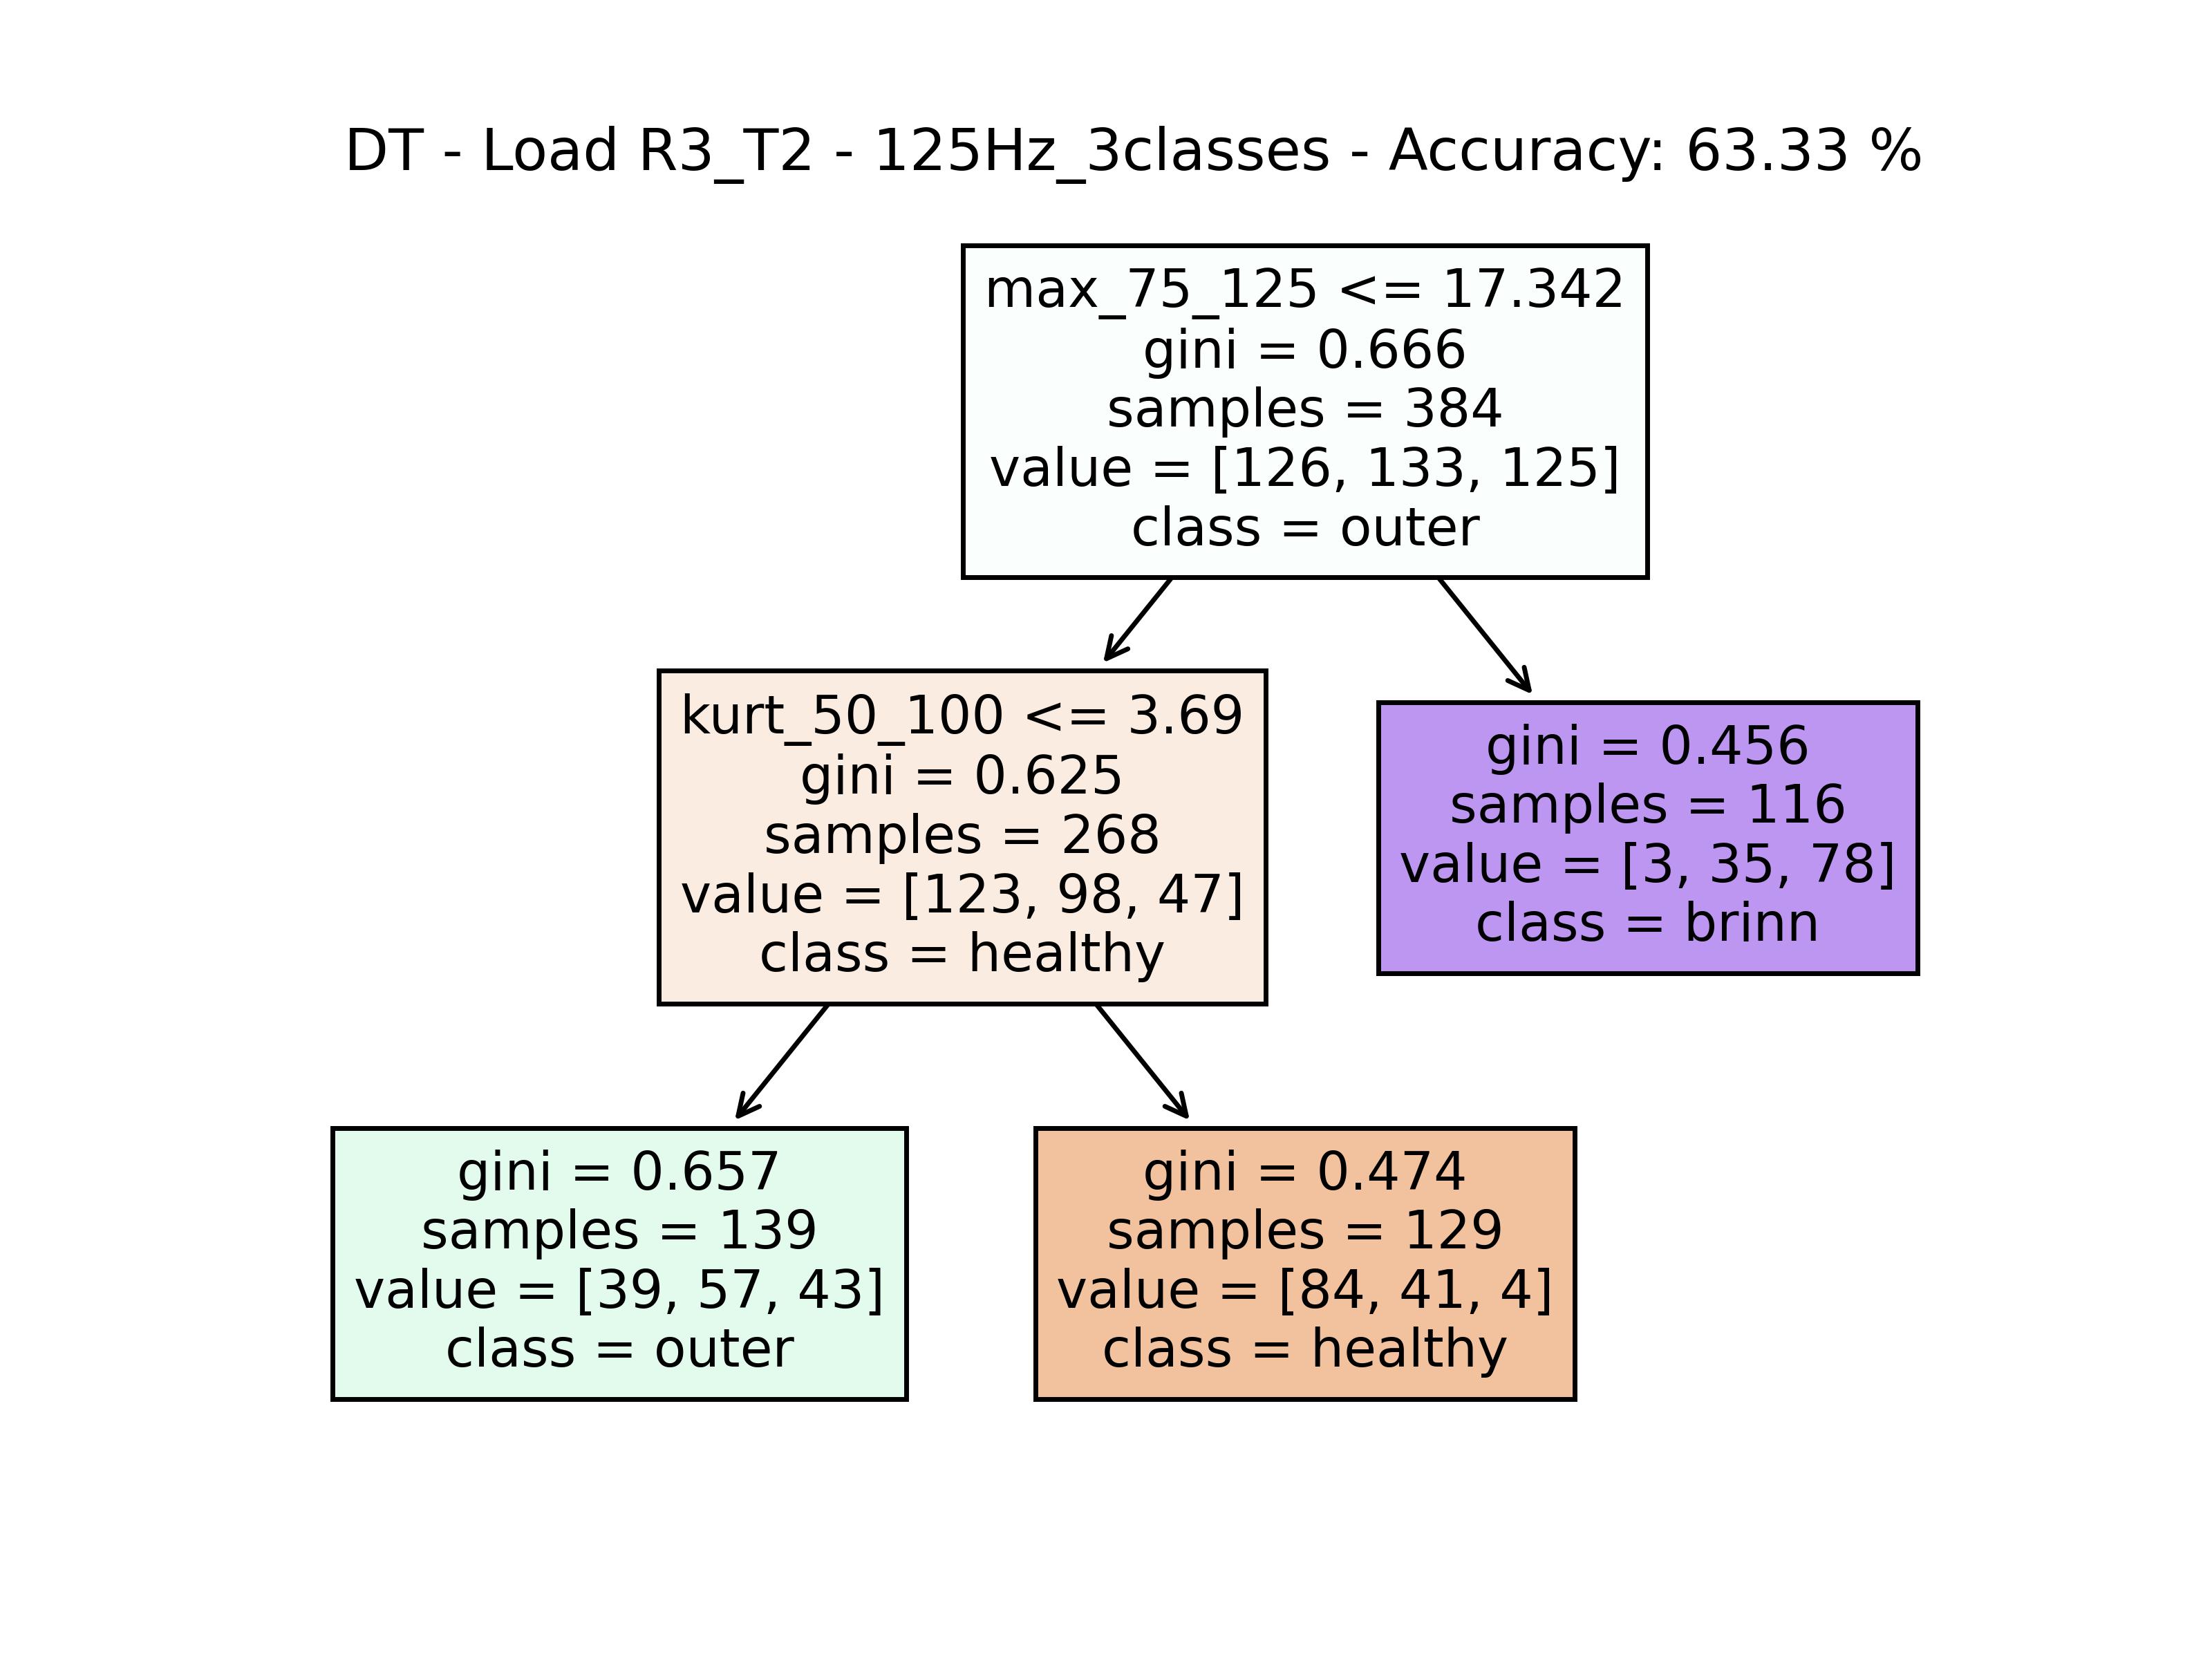 DT - Load R3_T2 - 125Hz_3classes - Accuracy: 63.33 %
max_75_125 <= 17.342
gini = 0.666
samples = 384
value = [126, 133, 125]
class = outer
kurt_50_100 <= 3.69
gini = 0.625
samples = 268
value = [123, 98, 47]
class = healthy
gini = 0.456
samples = 116
value = [3, 35, 78]
class = brinn
gini = 0.657
samples = 139
value = [39, 57, 43]
class = outer
gini = 0.474
samples = 129
value = [84, 41, 4]
class = healthy